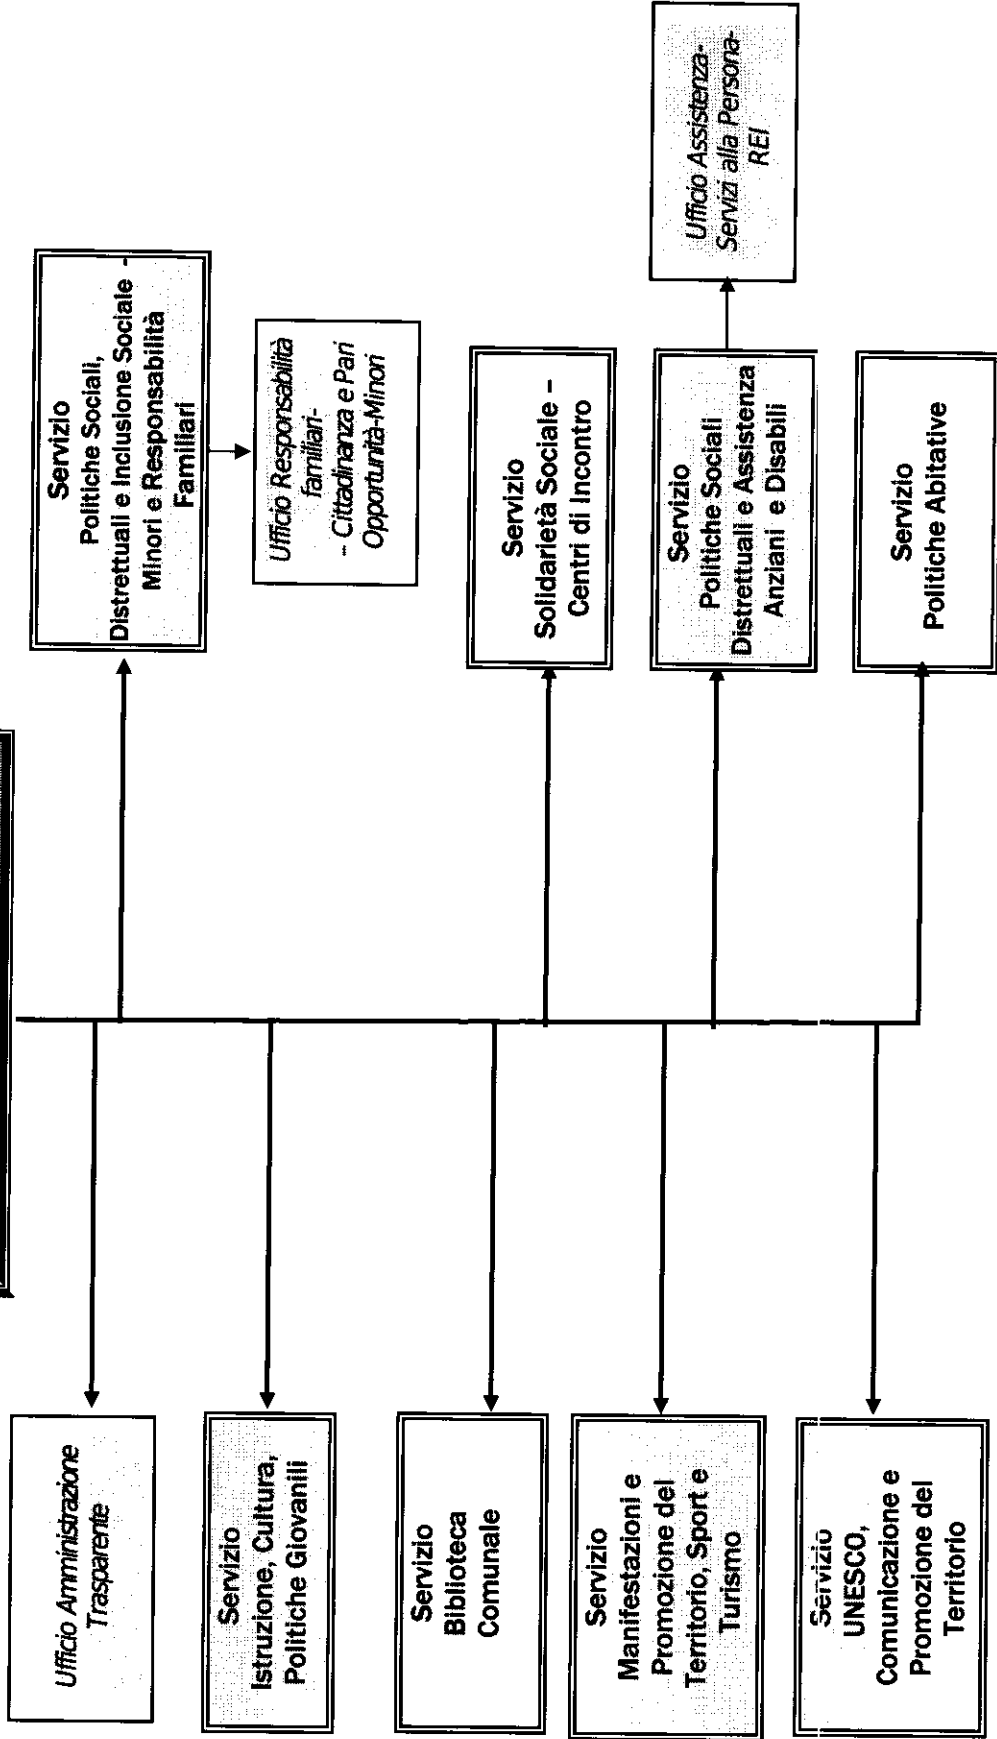 Ufficio Amministrazione
Trasparente
Servizio
Istruzione, Cultura,
Politiche Giovanili
Servizio
Biblioteca
Comunale
Servizio
Manifestazioni e
Promozione del
Territorio, Sport e
Turismo
Servizio
UNESCO,
Comunicazione e
Promozione del
Territorio
Servizio
Politiche Sociali,
Distrettuali e Inclusione Sociale -
Minori e Responsabilità
Familiari
Ufficio Responsabilità
familiari-
- Cittadinanza e Pari
Opportunità-Minori
Servizio
Solidarietà Sociale –
Centri di Incontro
Servizio
Politiche Sociali
Distrettuali e Assistenza
Anziani e Disabili
Ufficio Assistenza-
Servizi alla Persona-
REI
Servizio
Politiche Abitative